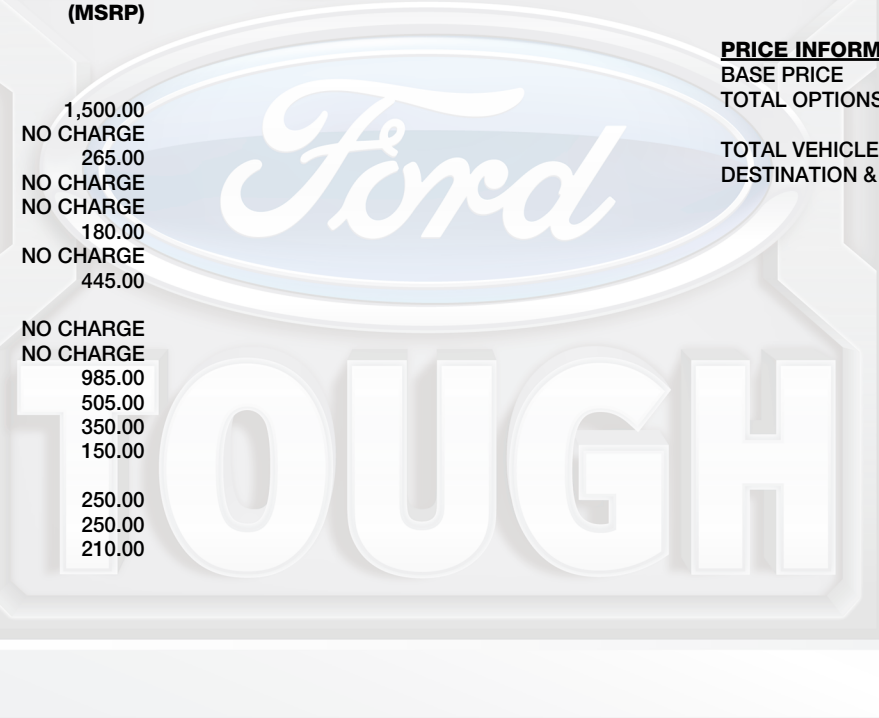 (MSRP)
1,500.00
NO CHARGE
265.00
NO CHARGE
NO CHARGE
180.00
NO CHARGE
445.00
NO CHARGE
NO CHARGE
985.00
505.00
350.00
150.00
250.00
250.00
210.00
PRICE INFORM
BASE PRICE
TOTAL OPTIONS
TOTAL VEHICLE
DESTINATION &
Ford
TOUGH